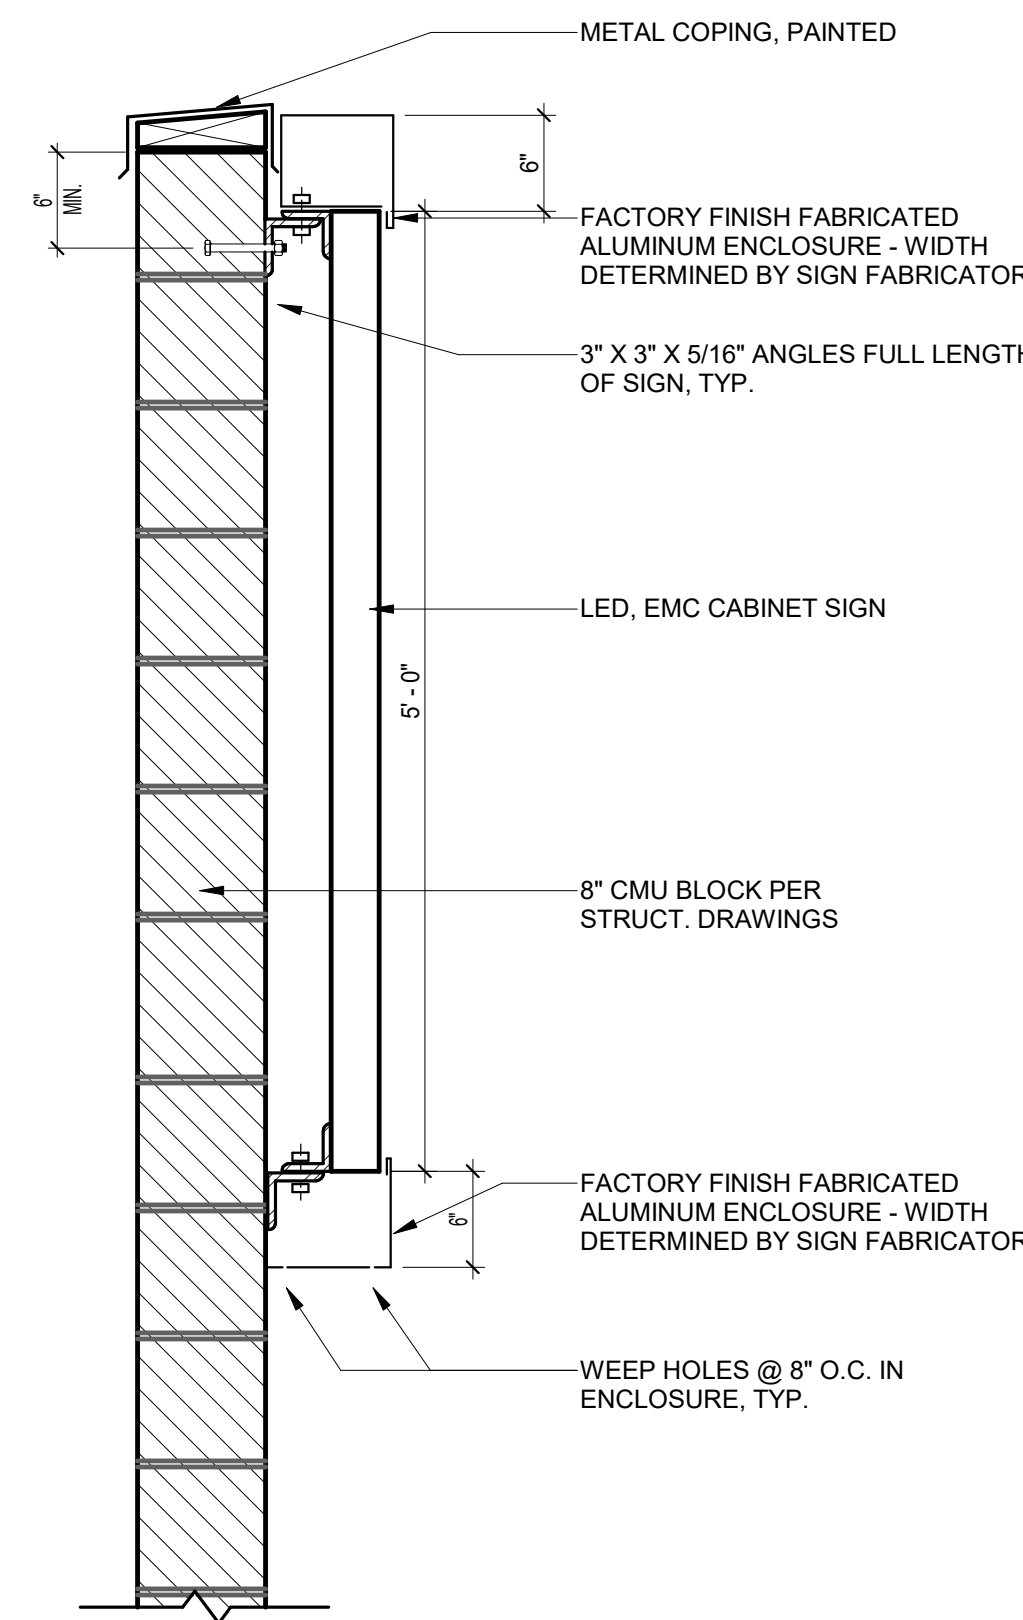 METAL COPING, PAINTED
6"
MIN.
6"
FACTORY FINISH FABRICATED
ALUMINUM ENCLOSURE - WIDTH
DETERMINED BY SIGN FABRICATOR
3" X 3" X 5/16" ANGLES FULL LENGTH
OF SIGN, TYP.
LED, EMC CABINET SIGN
5' - 0"
8" CMU BLOCK PER
STRUCT. DRAWINGS
FACTORY FINISH FABRICATED
ALUMINUM ENCLOSURE - WIDTH
DETERMINED BY SIGN FABRICATOR
6"
WEEP HOLES @ 8" O.C. IN
ENCLOSURE, TYP.